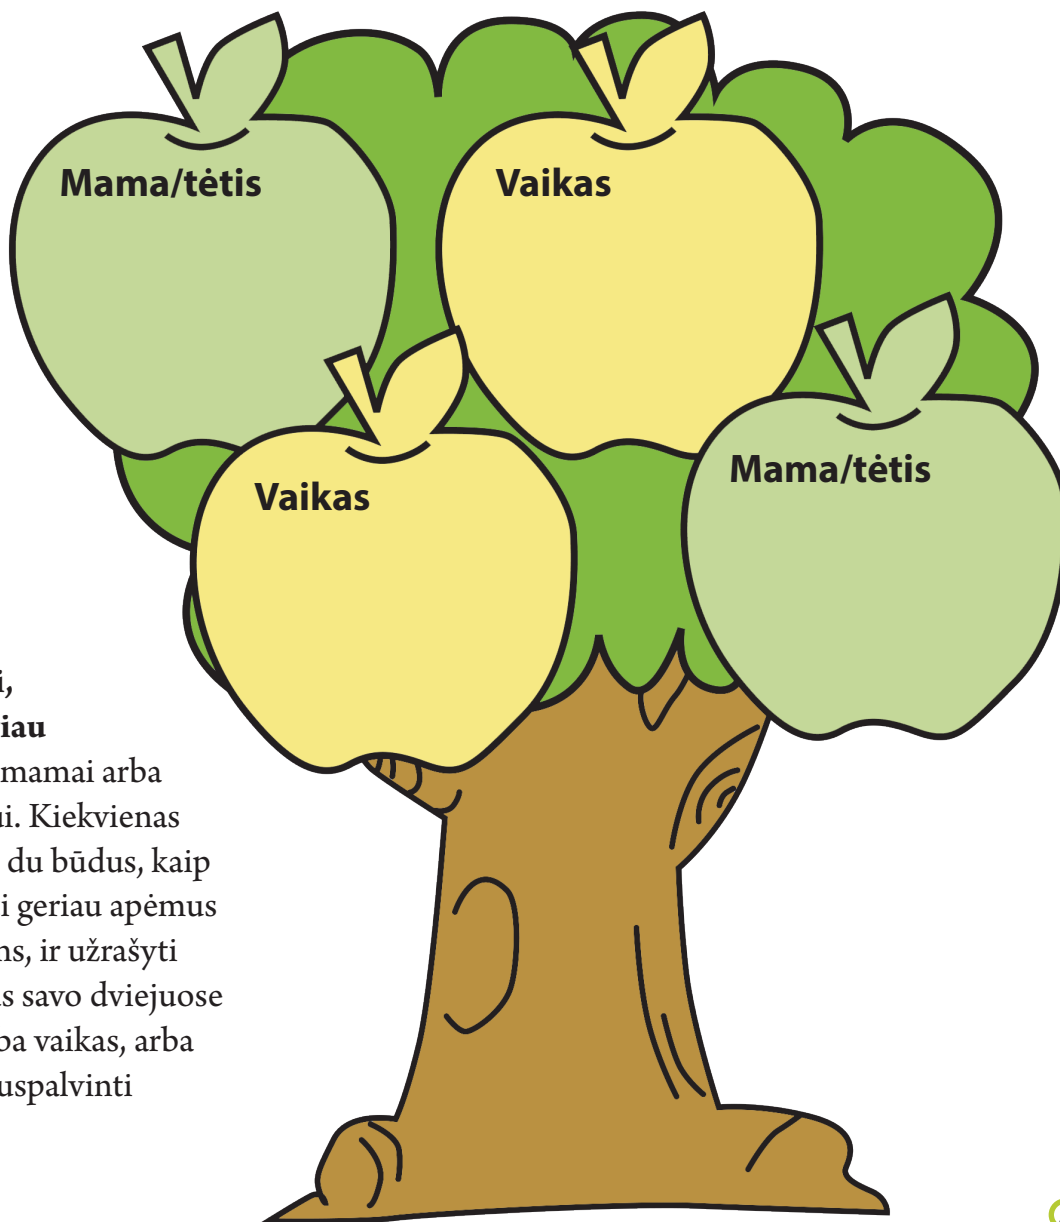 Mama/tėtis
Vaikas
Mama/tėtis
Vaikas
i,
iau
mamai arba
ui. Kiekvienas
du būdus, kaip
i geriau apėmus
ns, ir užrašyti
s savo dviejuose
ba vaikas, arba
uspalvinti